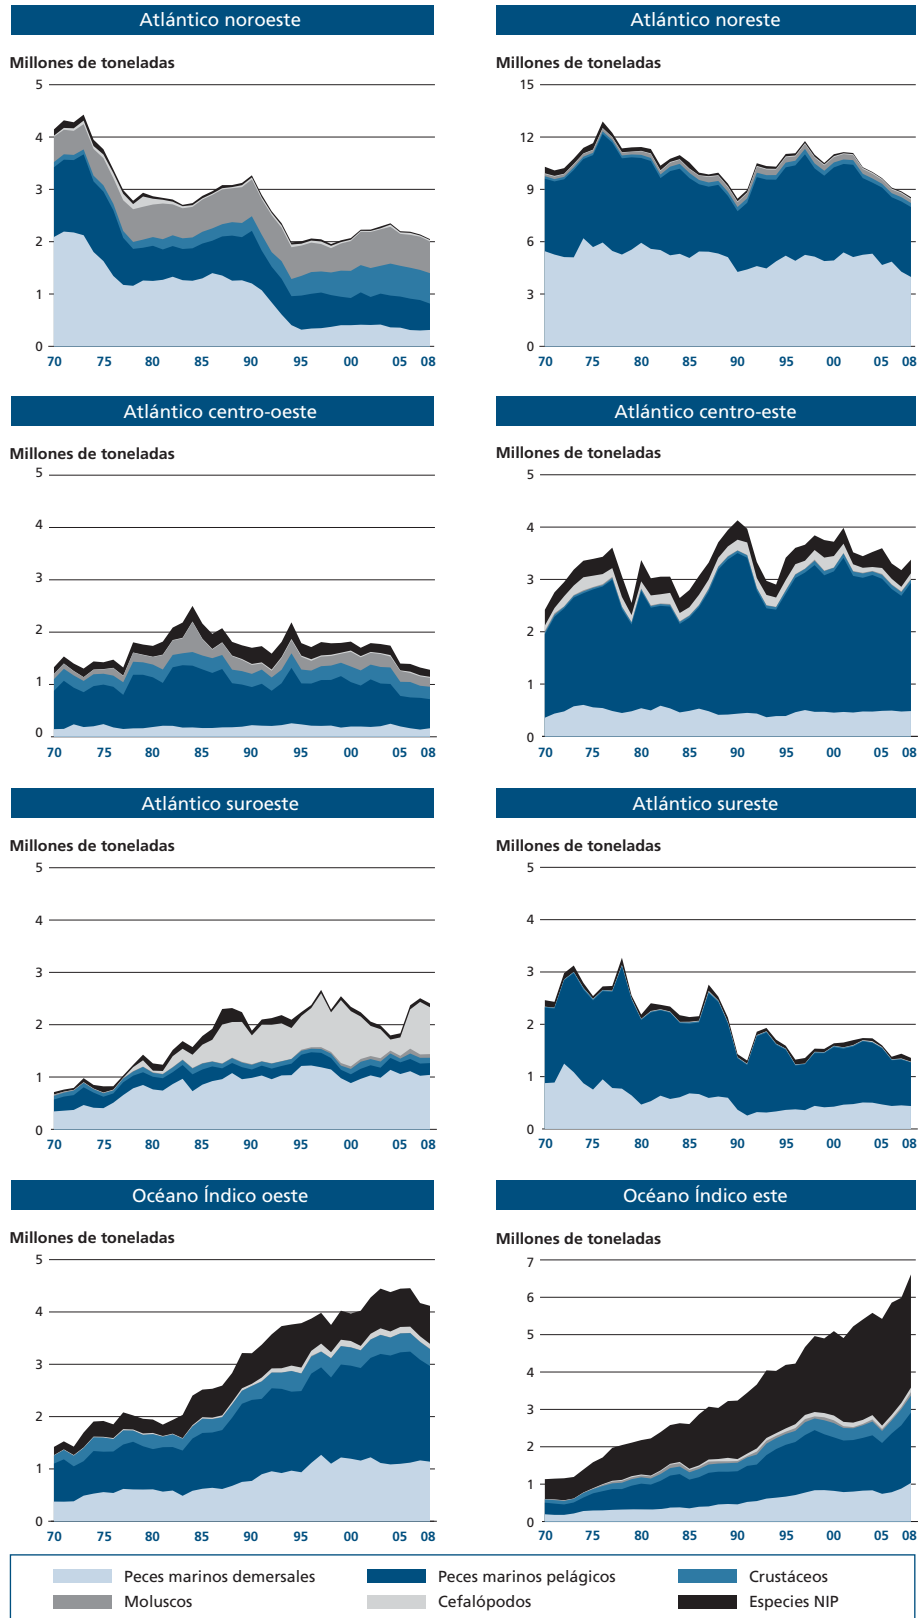 Atlántico noroeste
Atlántico noreste
Millones de toneladas
Millones de toneladas
5
4
3
2
1
0
70 75 80 85 90 95 00 05 08
15
12
9
6
3
0
70 75 80 85 90 95 00 05 08
Atlántico centro-oeste
Atlántico centro-este
Millones de toneladas
Millones de toneladas
5
4
3
2
1
0
70 75 80 85 90 95 00 05 08
5
4
3
2
1
0
70 75 80 85 90 95 00 05 08
Atlántico suroeste
Atlántico sureste
Millones de toneladas
Millones de toneladas
5
4
3
2
1
0
70 75 80 85 90 95 00 05 08
5
4
3
2
1
0
70 75 80 85 90 95 00 05 08
Océano Índico oeste
Océano Índico este
Millones de toneladas
Millones de toneladas
5
4
3
2
1
0
70 75 80 85 90 95 00 05 08
7
6
5
4
3
2
1
0
70 75 80 85 90 95 00 05 08
Peces marinos demersales
Peces marinos pelágicos
Crustáceos
Moluscos
Cefalópodos
Especies NIP